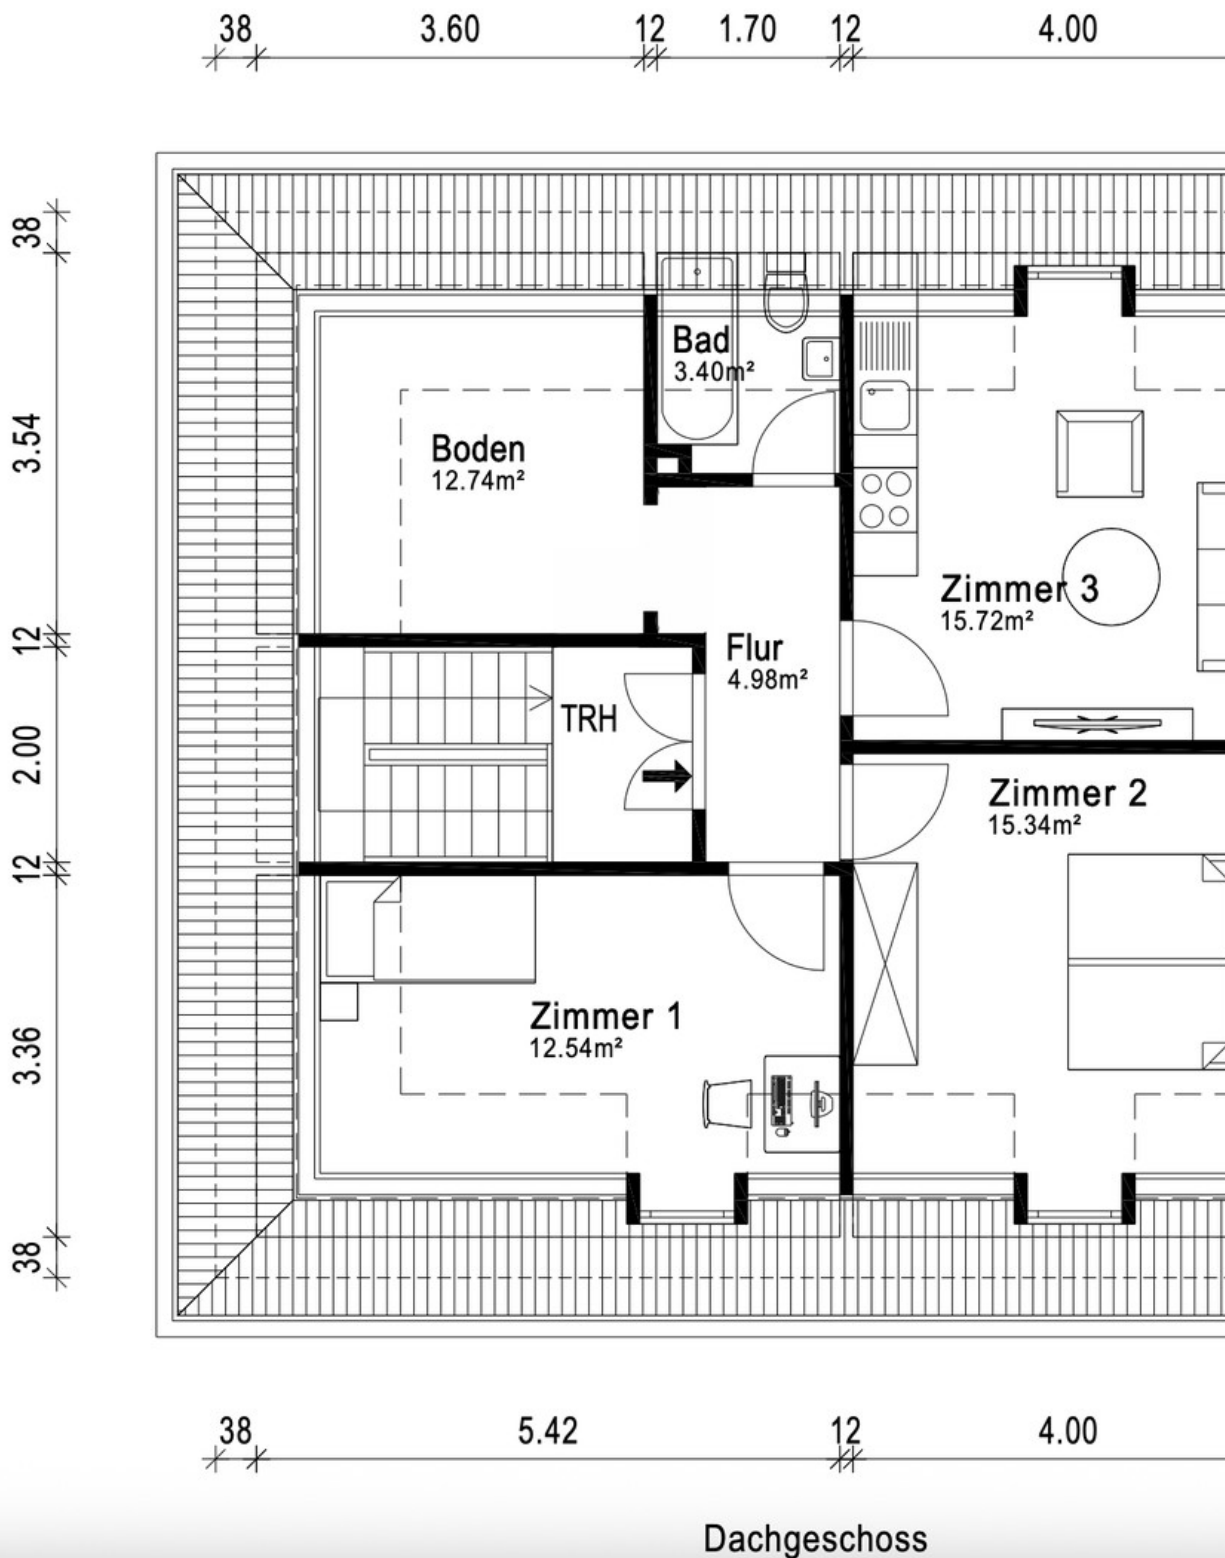 38 3.60 12 1.70 12 4.00
38
3.54
12
2.00
12
3.36
38
Bad
3.40m²
Boden
12.74m²
Zimmer 3
15.72m²
Flur
4.98m²
TRH
Zimmer 2
15.34m²
Zimmer 1
12.54m²
38 5.42 12 4.00
Dachgeschoss